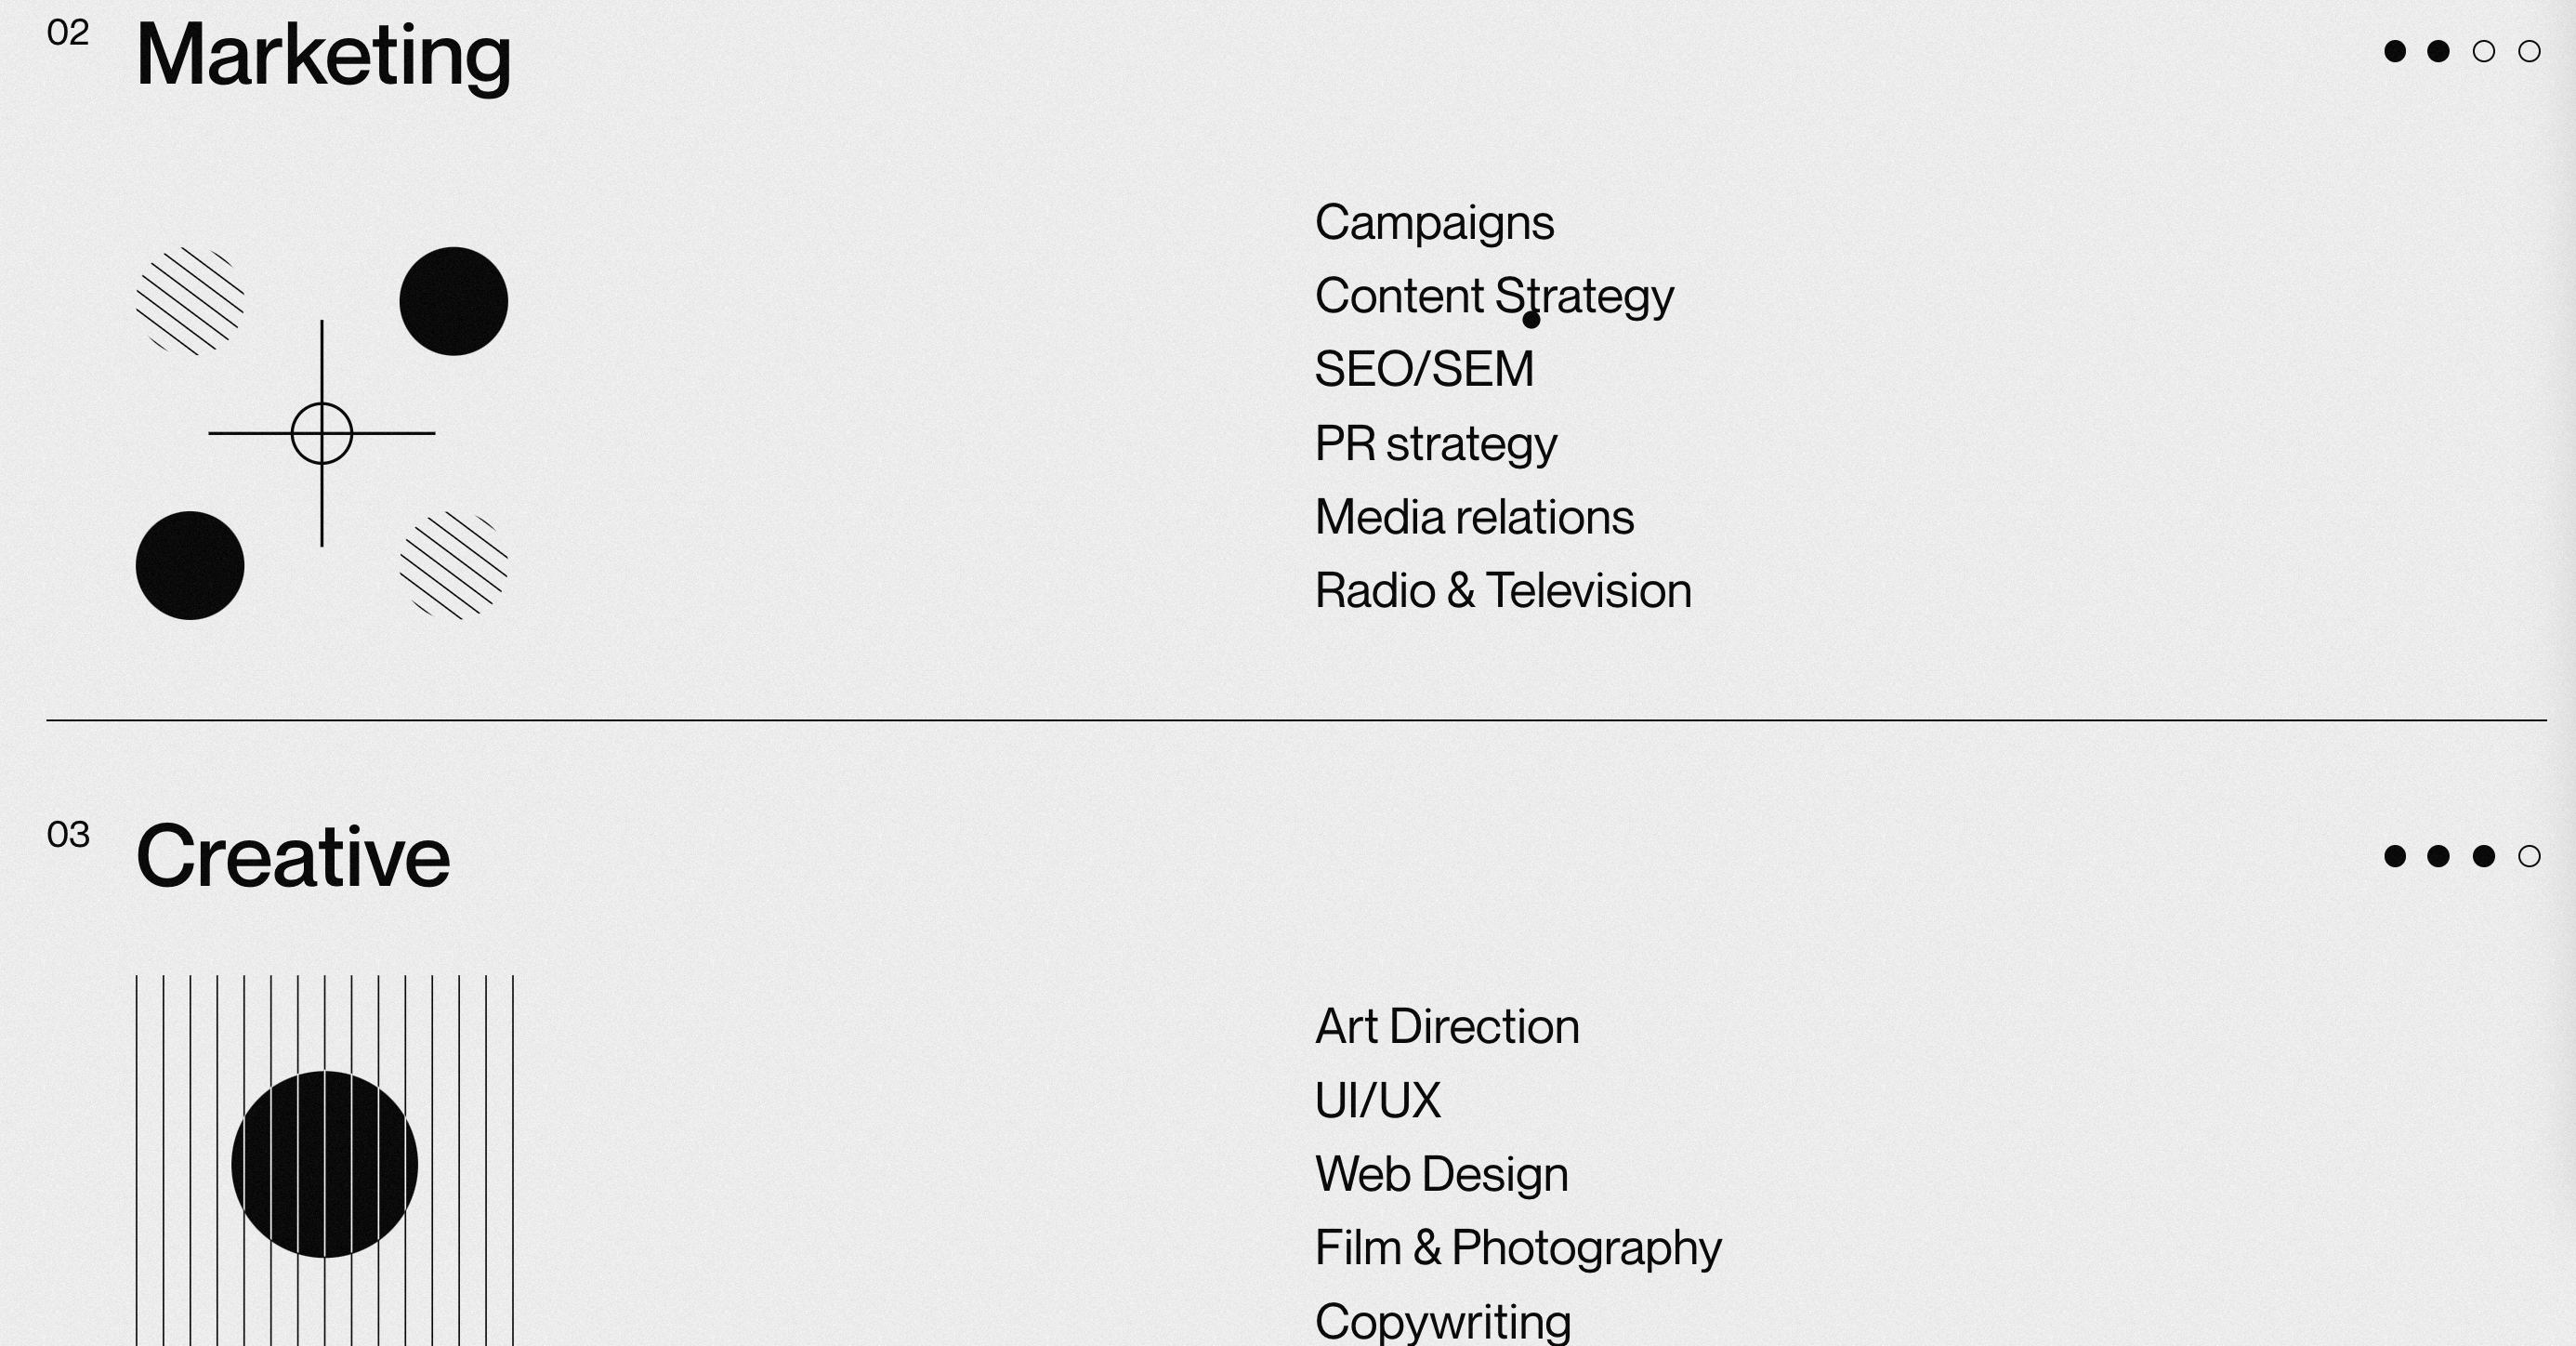 02
Marketing
Campaigns
Content Strategy
SEO/SEM
PR strategy
Media relations
Radio & Television
03
Creative
Art Direction
UI/UX
Web Design
Film & Photography
Copywriting